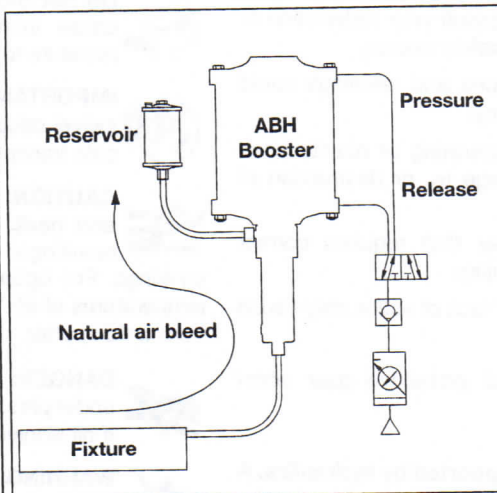 Pressure
Reservoir
ABH
Booster
Release
Natural air bleed
Fixture